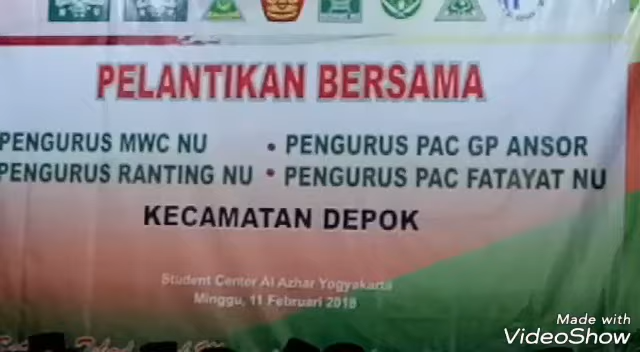 PELANTIKAN BERSAMA
PENGURUS MWC NU • PENGURUS PAC GP ANSOR
PENGURUS RANTING NU • PENGURUS PAC FATAYAT NU
KECAMATAN DEPOK
Student Center Al Azhar Yogyakarta
Minggu, 11 Februari 2018
Made with
VideoShow